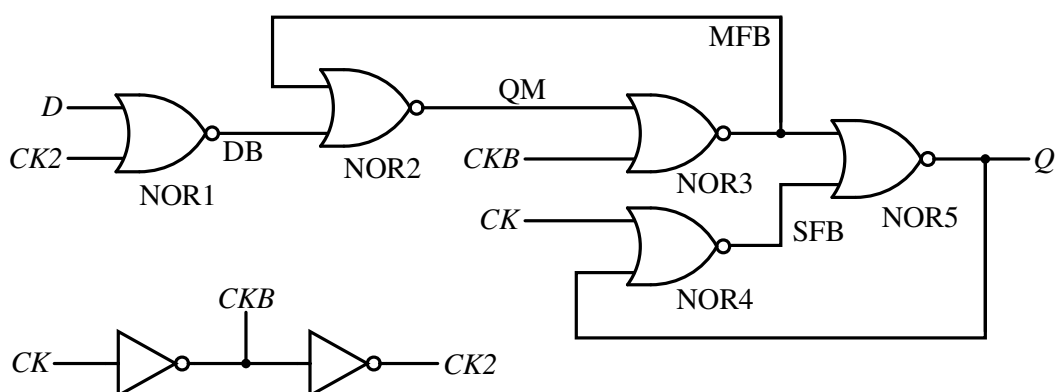 MFB
QM
D
DB
CK2
NOR1
NOR2
CKB
NOR3
Q
CK
SFB
NOR5
NOR4
CKB
CK
CK2